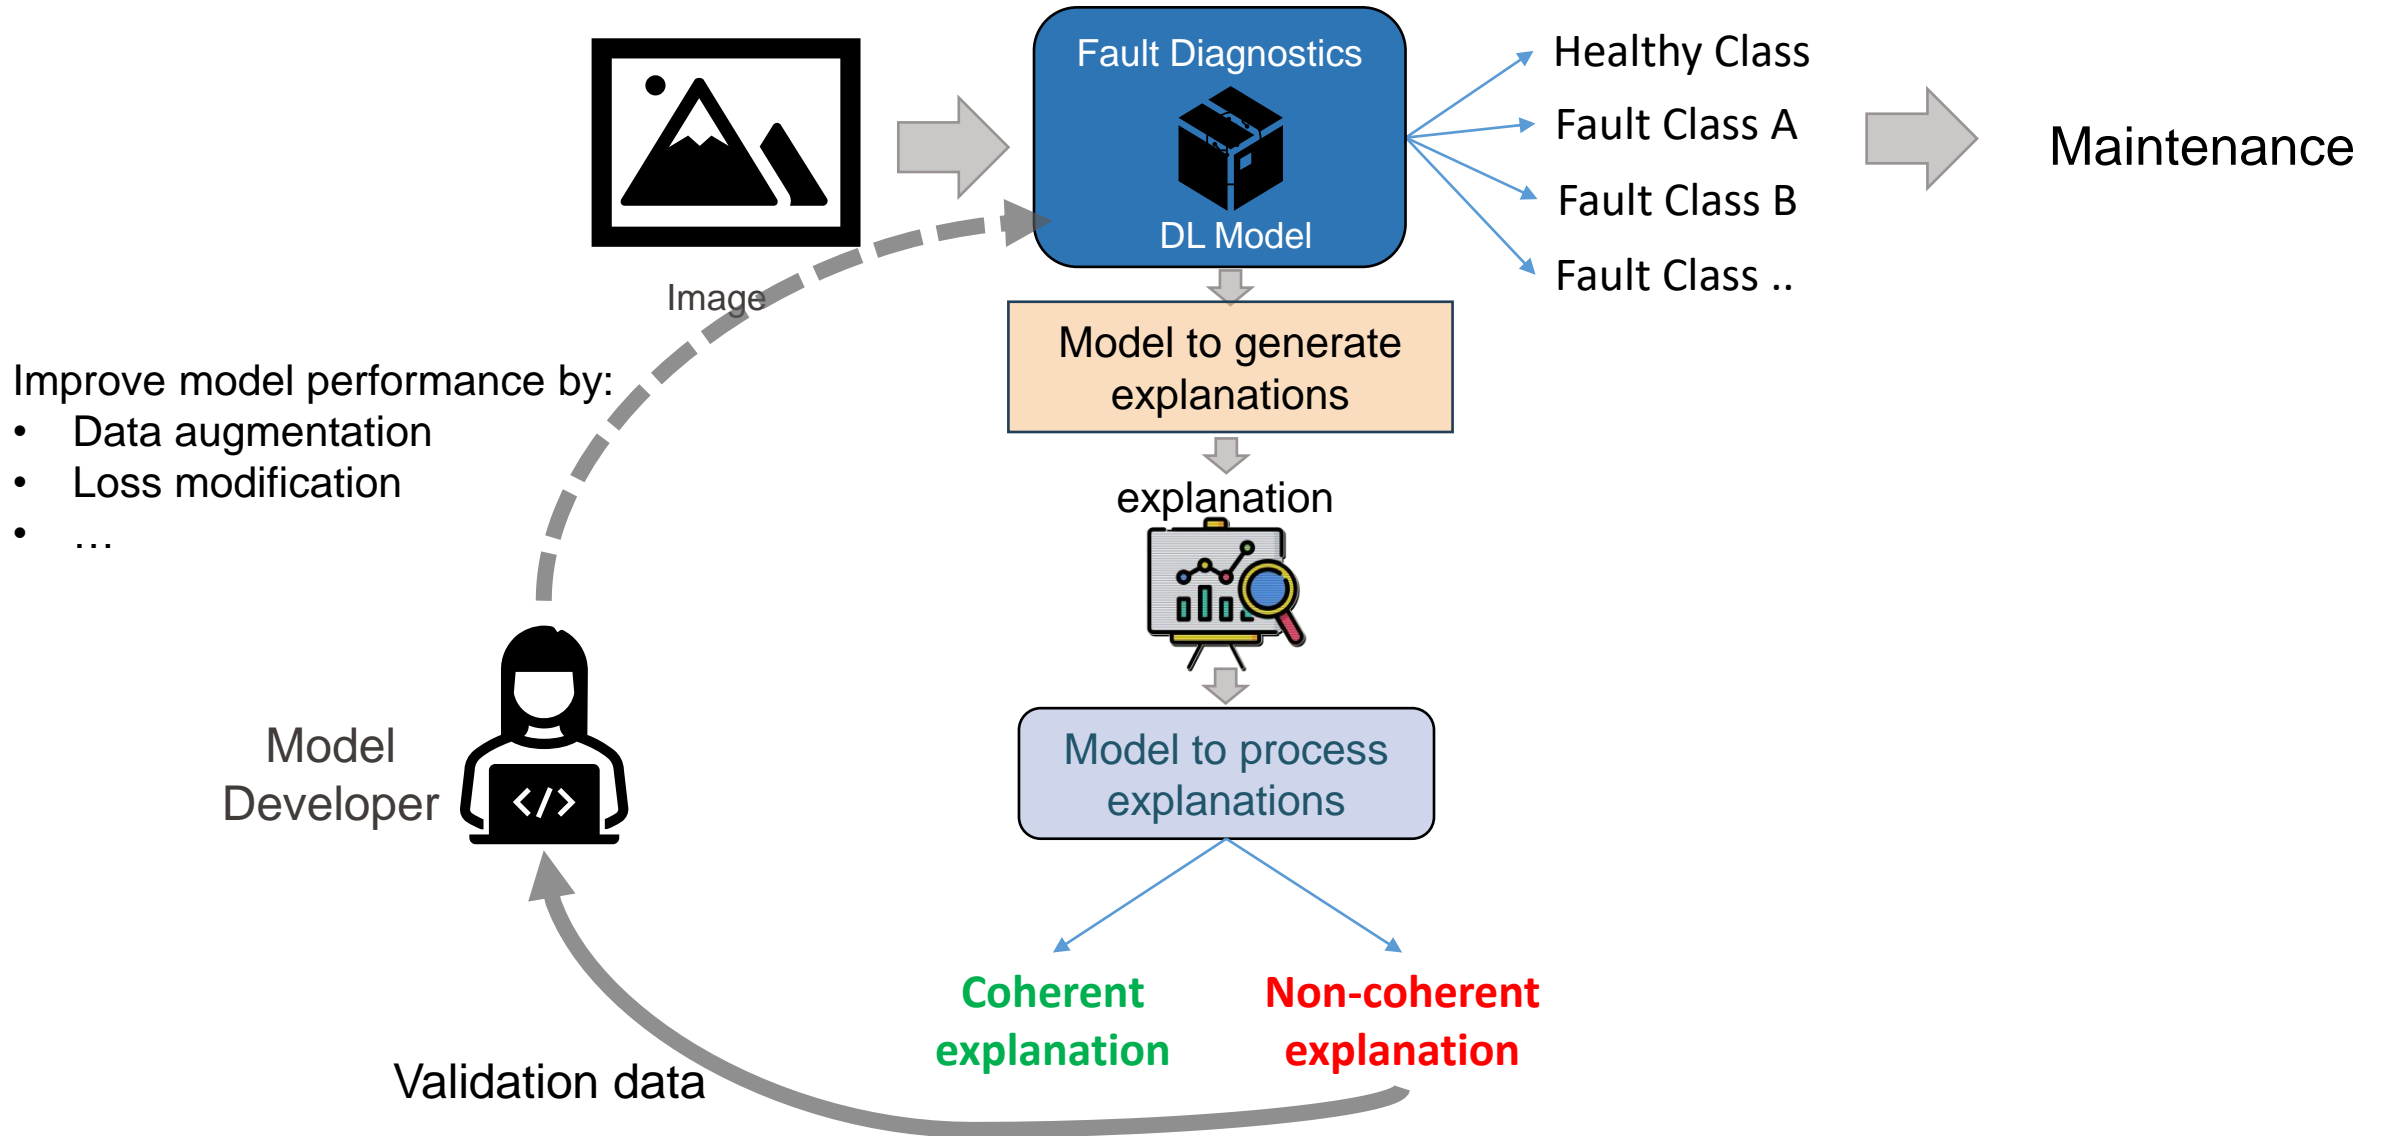 Fault Diagnostics
DL Model
Healthy Class
Fault Class A
Fault Class B
Fault Class ..
Maintenance
Image
Model to generate
explanations
Improve model performance by:
• Data augmentation
• Loss modification
• …
explanation
Model
Developer
</>
Model to process
explanations
Coherent
explanation
Non-coherent
explanation
Validation data